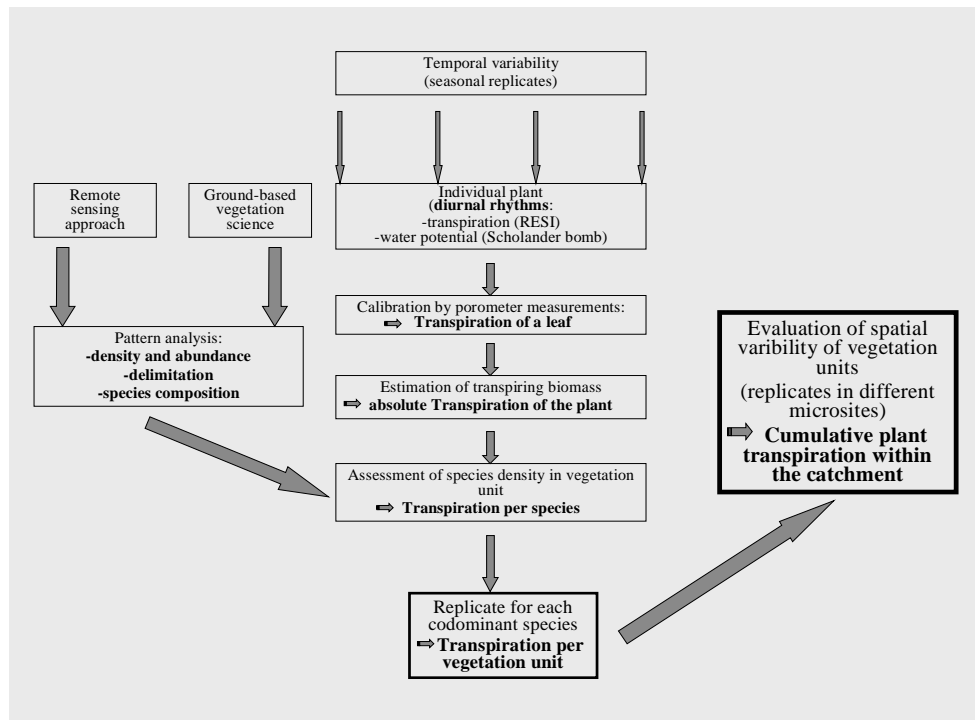 Temporal variability
(seasonal replicates)
Remote
sensing
approach
Ground-based
vegetation
science
Individual plant
(diurnal rhythms:
-transpiration (RESI)
-water potential (Scholander bomb)
Calibration by porometer measurements:
Transpiration of a leaf
Pattern analysis:
-density and abundance
-delimitation
-species composition
Estimation of transpiring biomass
absolute Transpiration of the plant
Assessment of species density in vegetation
unit
Transpiration per species
Replicate for each
codominant species
Transpiration per
vegetation unit
Evaluation of spatial
varibility of vegetation
units
(replicates in different
microsites)
Cumulative plant
transpiration within
the catchment